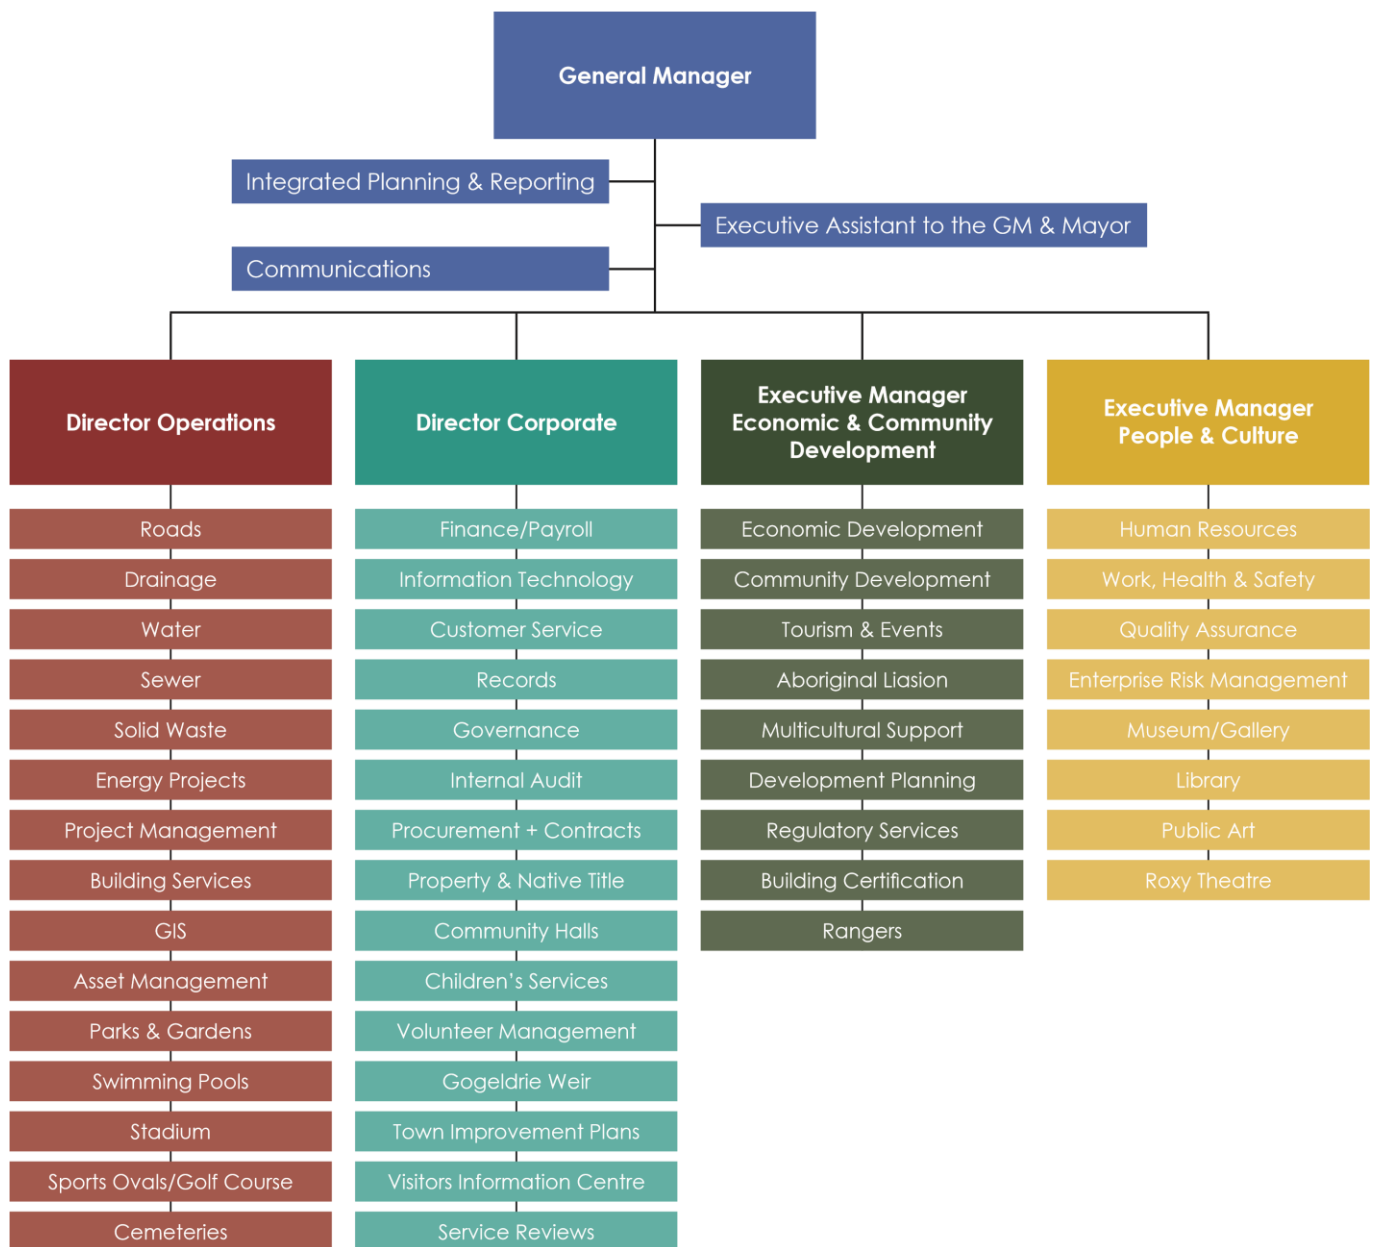 General Manager
Integrated Planning & Reporting
Executive Assistant to the GM & Mayor
Communications
Director Operations
Roads
Drainage
Water
Sewer
Solid Waste
Energy Projects
Project Management
Building Services
GIS
Asset Management
Parks & Gardens
Swimming Pools
Stadium
Sports Ovals/Golf Course
Cemeteries
Director Corporate
Finance/Payroll
Information Technology
Customer Service
Records
Governance
Internal Audit
Procurement + Contracts
Property & Native Title
Community Halls
Children’s Services
Volunteer Management
Gogeldrie Weir
Town Improvement Plans
Visitors Information Centre
Service Reviews
Executive Manager
Economic & Community
Development
Economic Development
Community Development
Tourism & Events
Aboriginal Liasion
Multicultural Support
Development Planning
Regulatory Services
Building Certification
Rangers
Executive Manager
People & Culture
Human Resources
Work, Health & Safety
Quality Assurance
Enterprise Risk Management
Museum/Gallery
Library
Public Art
Roxy Theatre